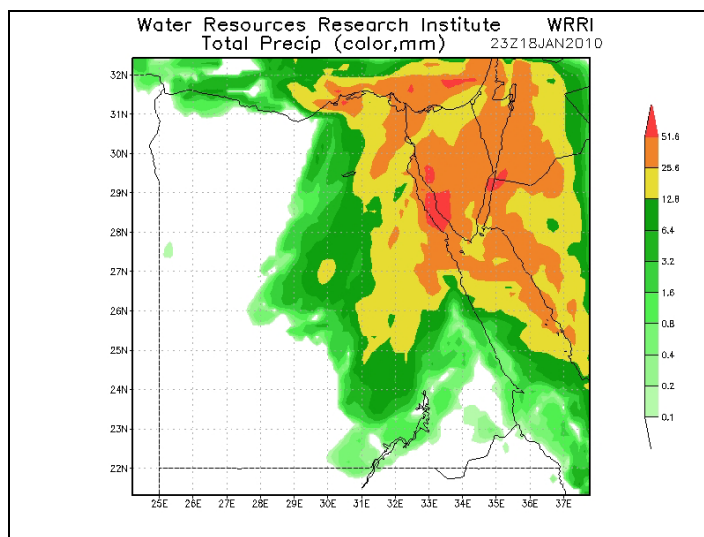 Water Resources Research Institute WRRI
Total Precip (color,mm) 23Z18JAN2010
32N
31N
30N
29N
28N
27N
26N
25N
24N
23N
22N
25E 26E 27E 28E 29E 30E 31E 32E 33E 34E 35E 36E 37E
51.6
25.6
12.8
6.4
3.2
1.6
0.8
0.4
0.2
0.1